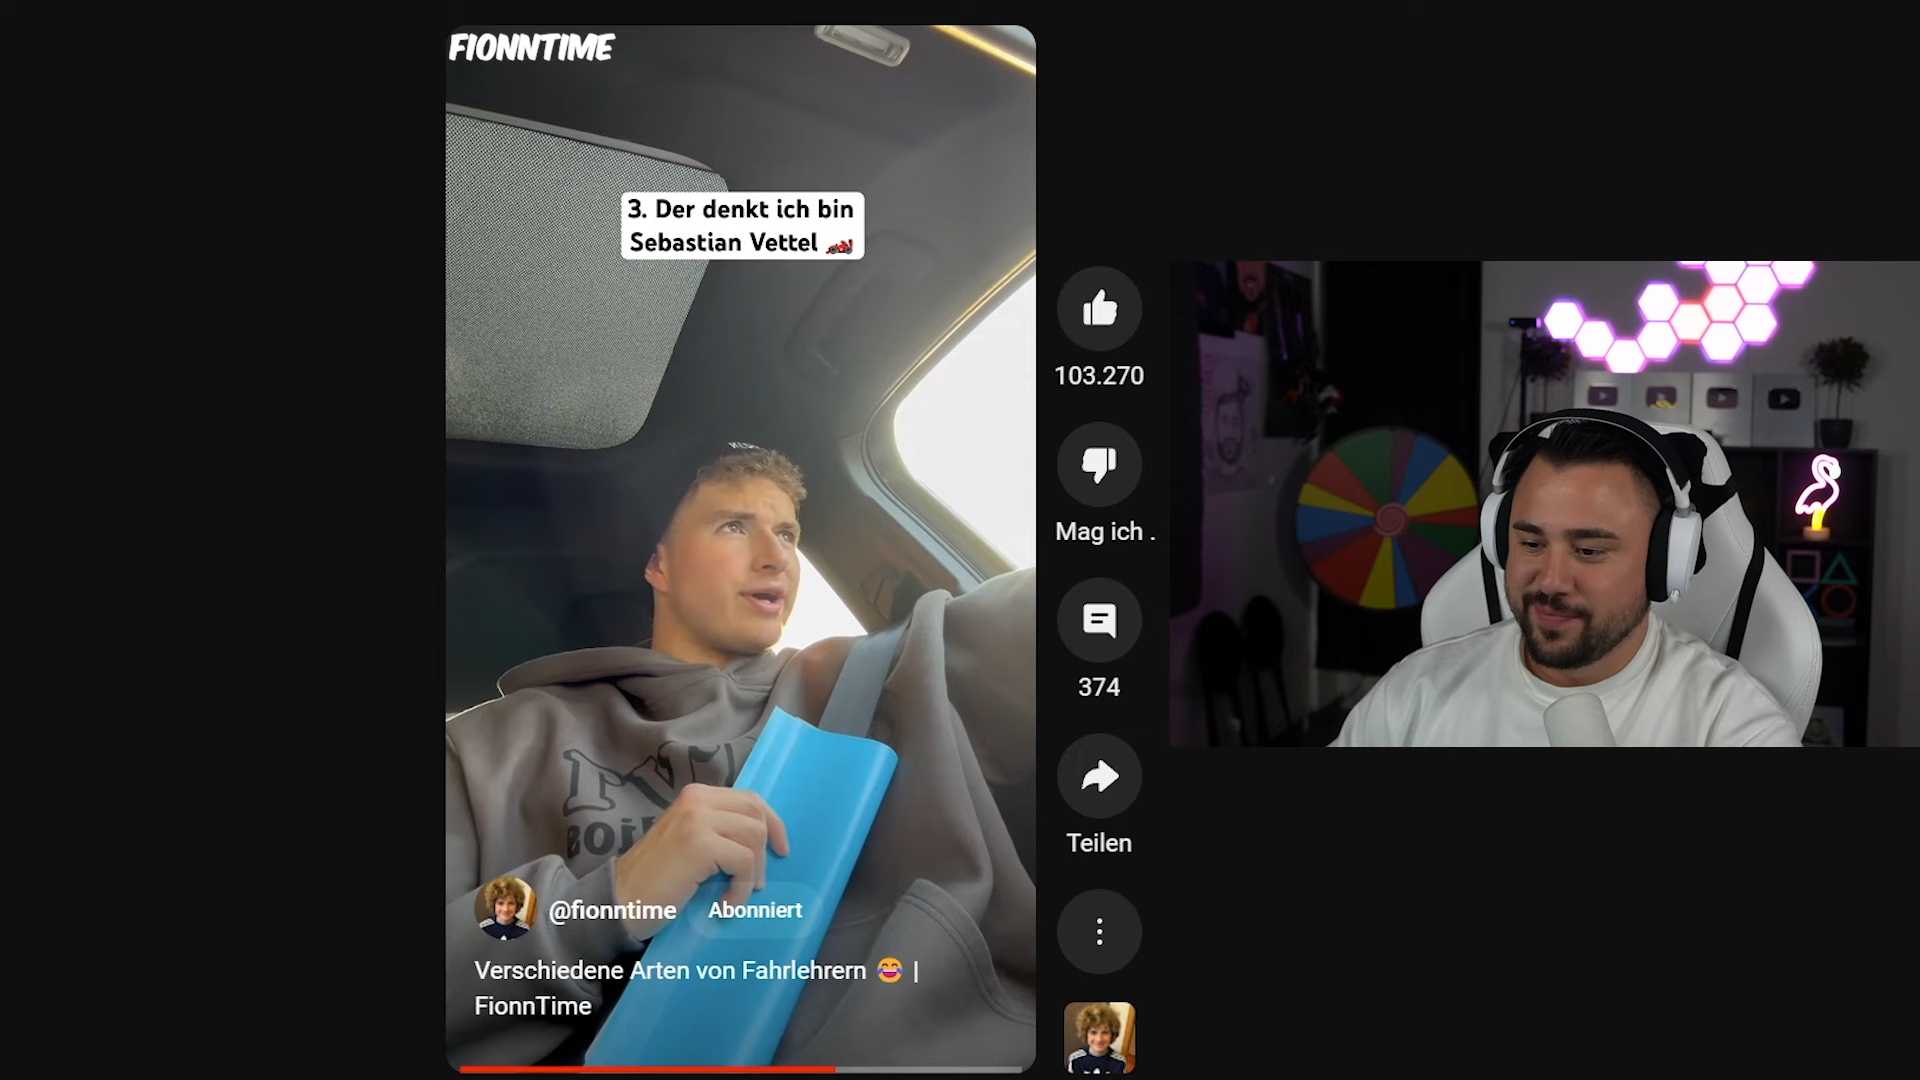 FIONNTIME
3. Der denkt ich bin
Sebastian Vettel 🏎️
103.270
Mag ich .
374
Teilen
@fionntime
Abonniert
Verschiedene Arten von Fahrlehrern 😂 |
FionnTime